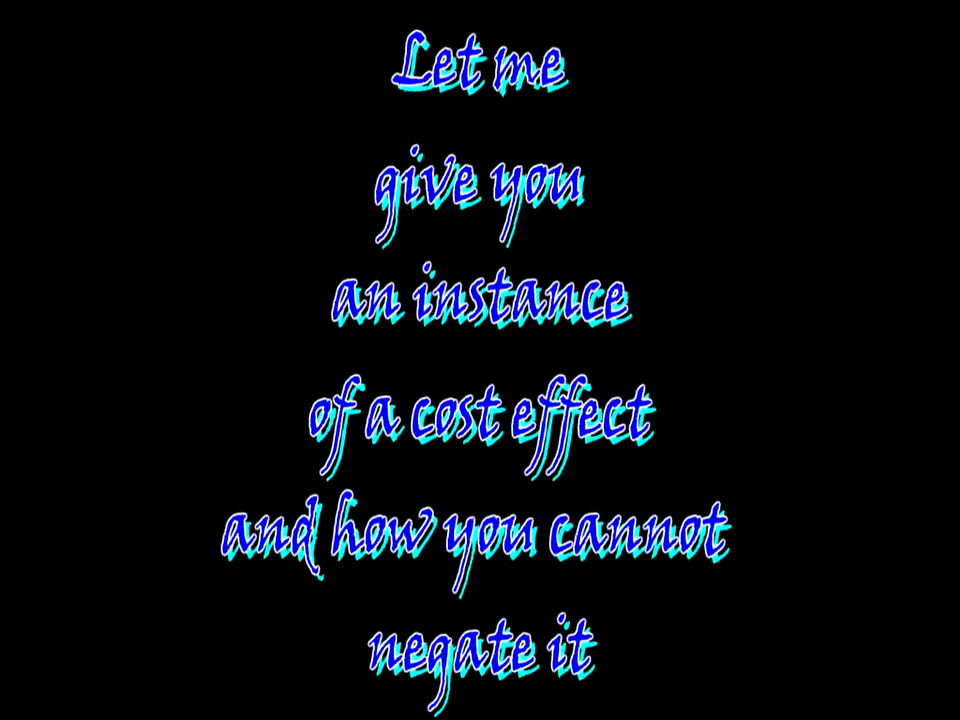 Let me
give you
an instance
of a cost effect
and how you cannot
negate it